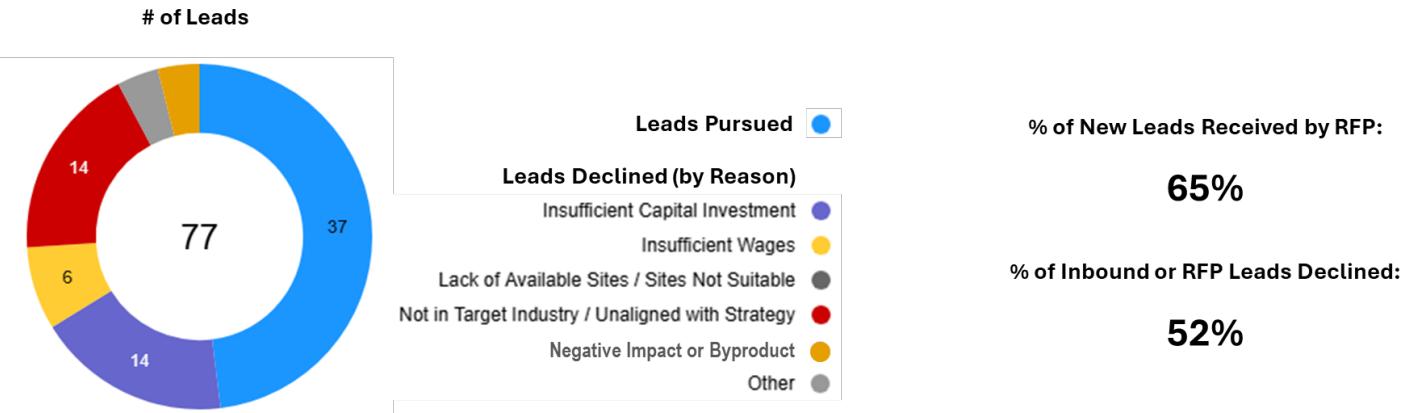 # of Leads
37
14
6
14
77
Leads Pursued
Leads Declined (by Reason)
Insufficient Capital Investment
Insufficient Wages
Lack of Available Sites / Sites Not Suitable
Not in Target Industry / Unaligned with Strategy
Negative Impact or Byproduct
Other
% of New Leads Received by RFP:
65%
% of Inbound or RFP Leads Declined:
52%